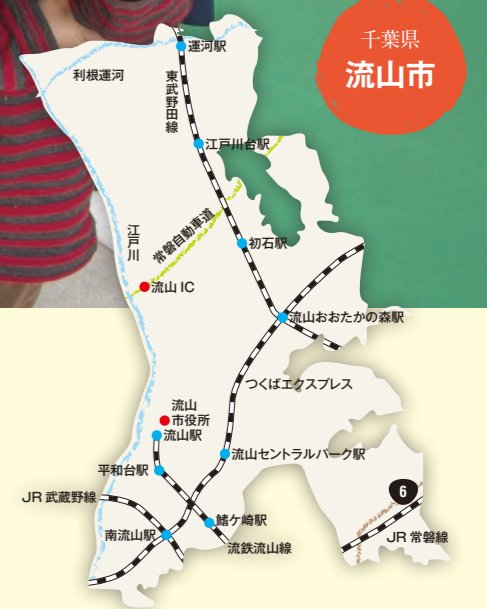 千葉県
流山市
運河駅
利根運河
東武野田線
江戸川台駅
江戸川
常磐自動車道
初石駅
流山 IC
流山おおたかの森駅
つくばエクスプレス
流山
市役所
流山駅
流山セントラルパーク駅
平和台駅
JR 武蔵野線
6
鰭ケ崎駅
南流山駅
JR 常磐線
流鉄流山線